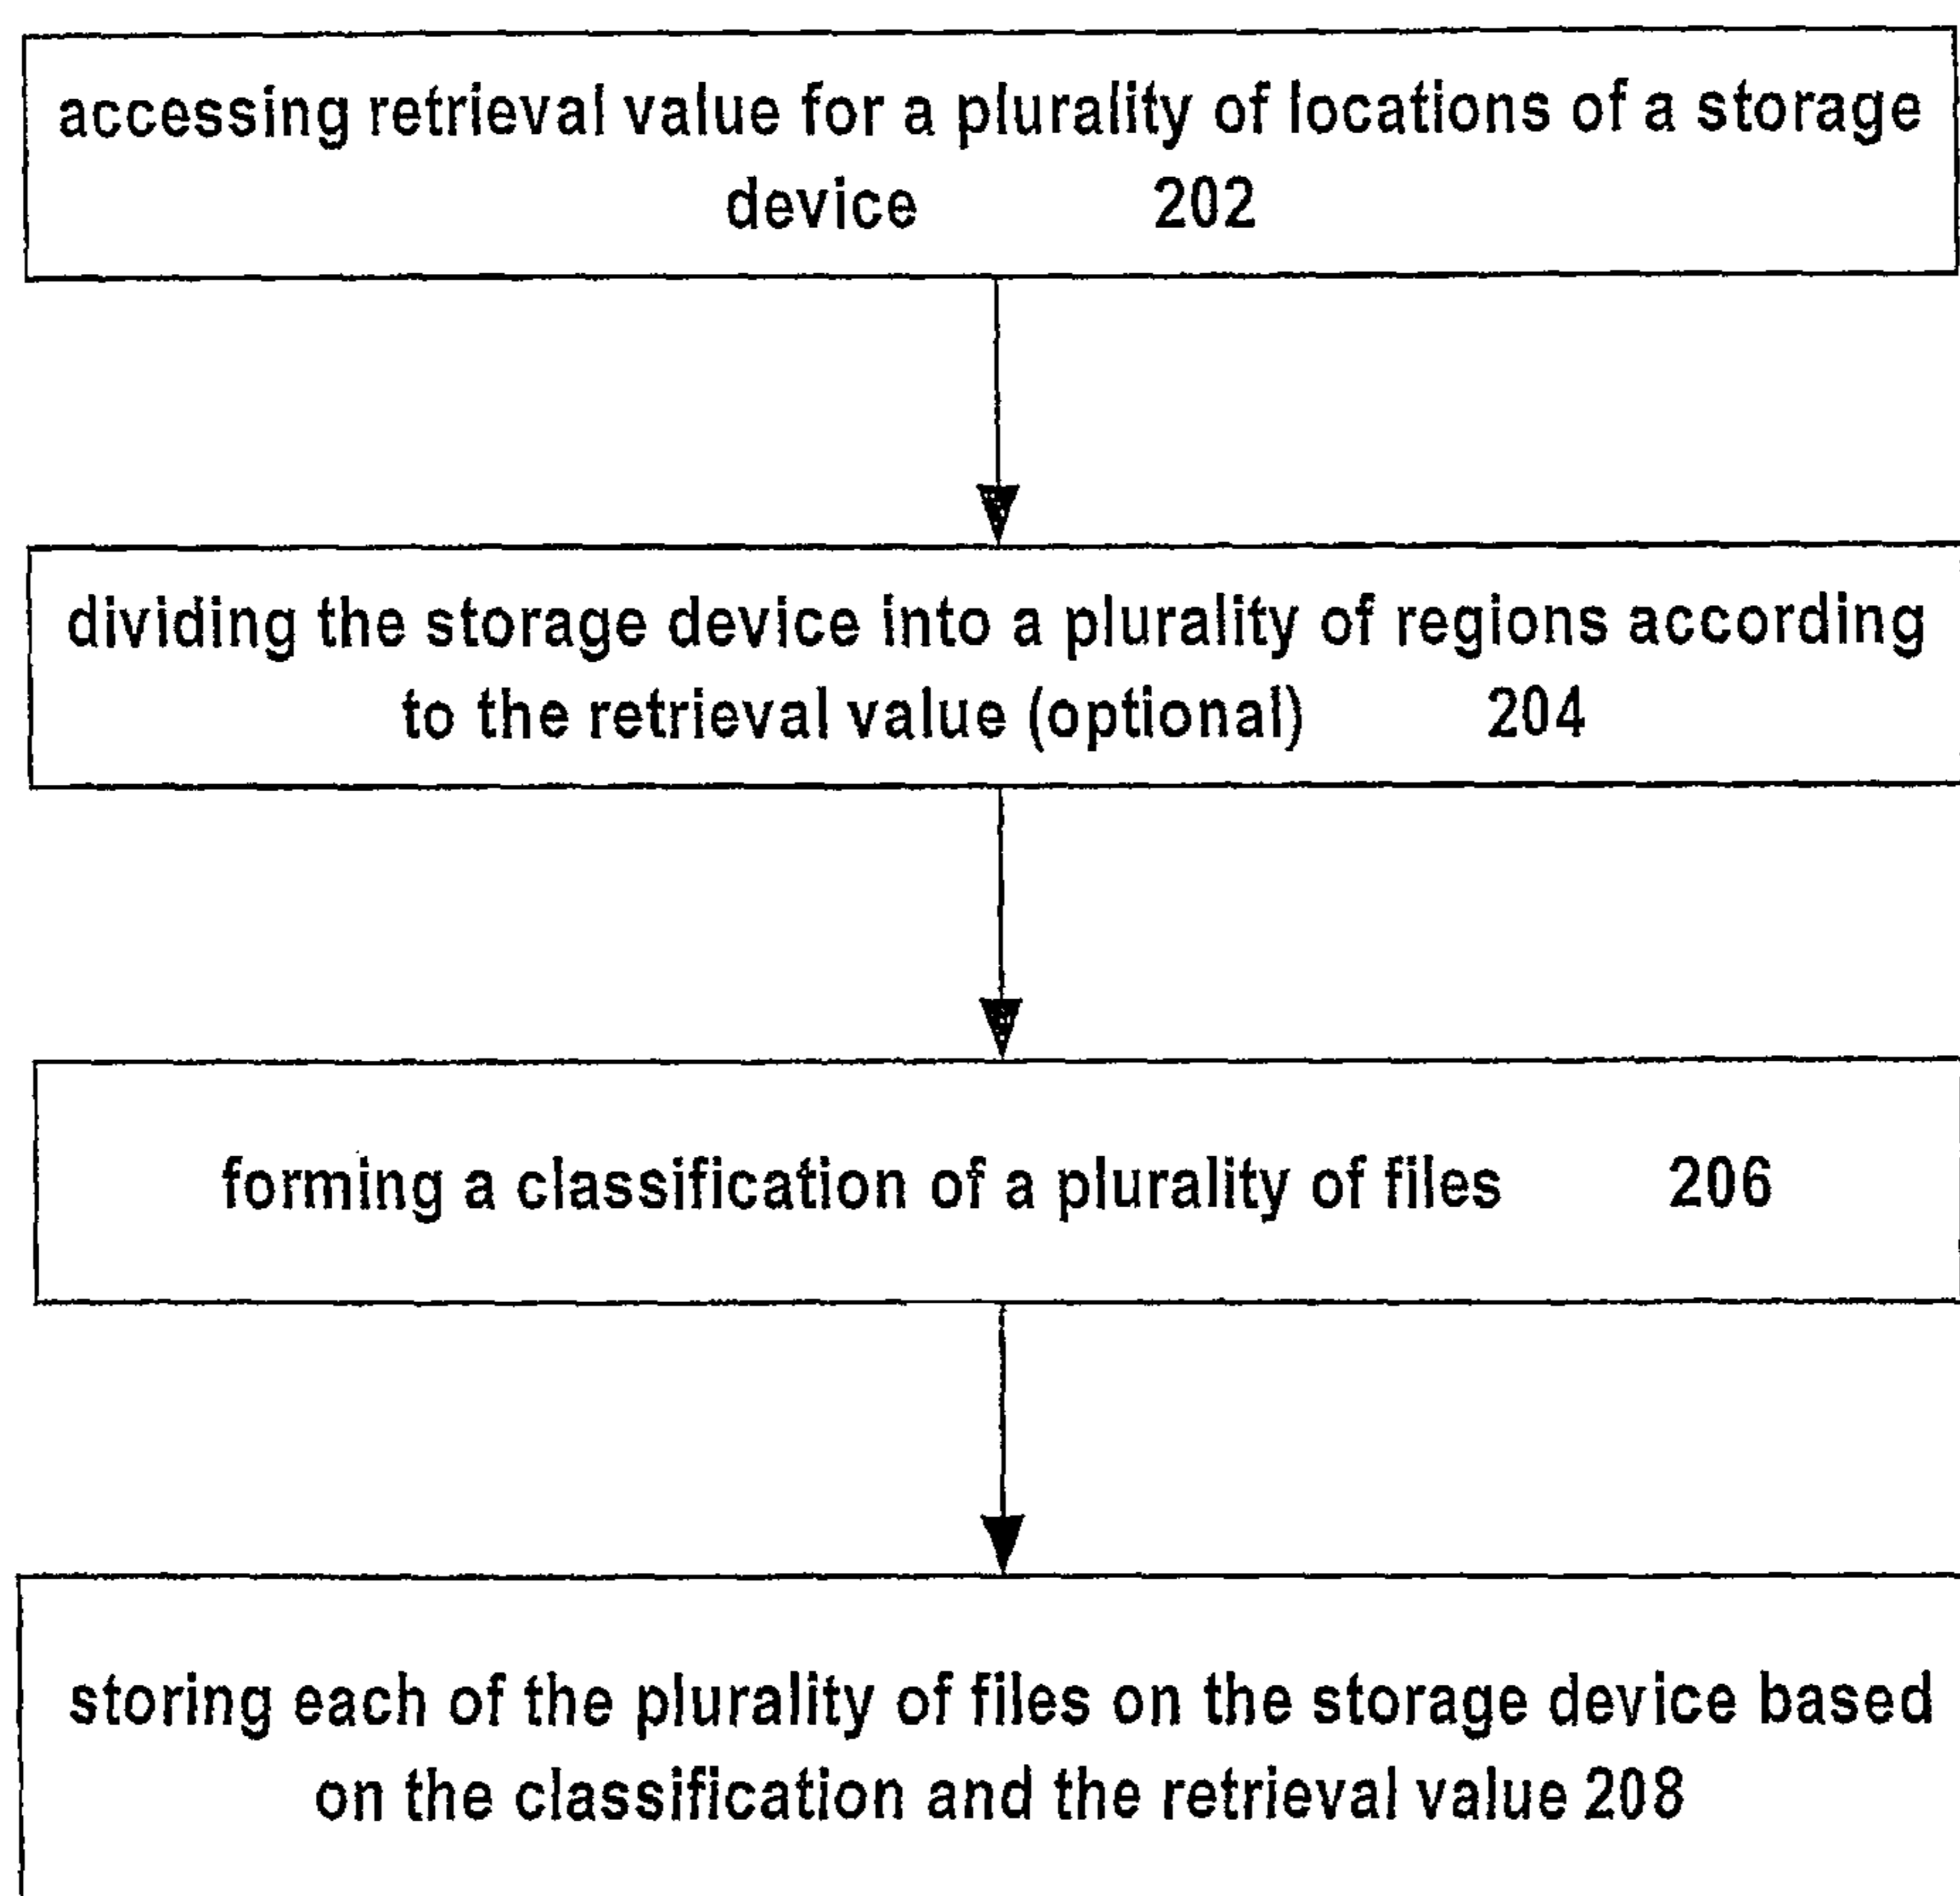 accessing retrieval value for a plurality of locations of a storage
device 202
dividing the storage device into a plurality of regions according
to the retrieval value (optional) 204
forming a classification of a plurality of files 206
storing each of the plurality of files on the storage device based
on the classification and the retrieval value 208